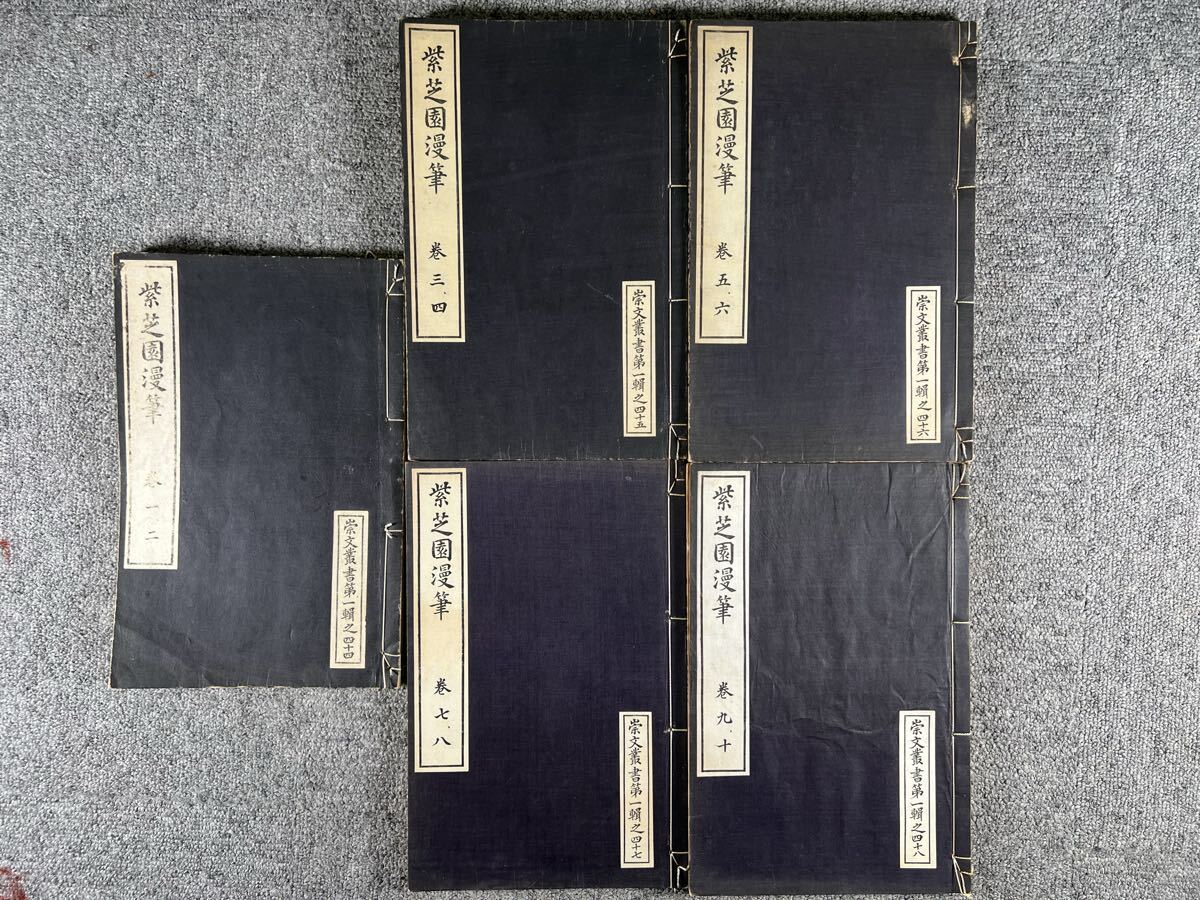 紫芝園漫筆 卷一二
崇文叢書第一輯之四十四
紫芝園漫筆 卷三、四
崇文叢書第一輯之四十五
紫芝園漫筆 卷五、六
崇文叢書第一輯之四十六
紫芝園漫筆 卷七、八
崇文叢書第一輯之四十七
紫芝園漫筆 卷九、十
崇文叢書第一輯之四十八